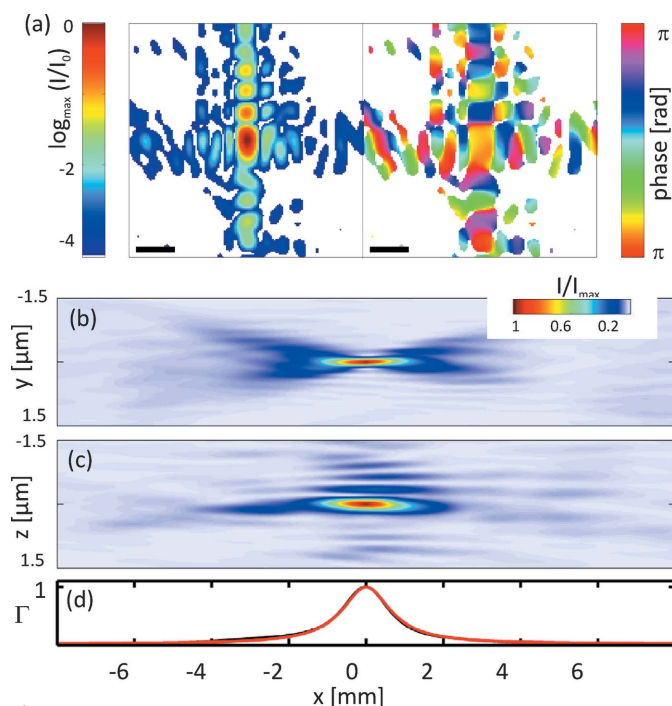 (a)
0
-2
-4
log_max (I/I_0)
π
π
phase [rad]
I/I_max
1 0.6 0.2
-1.5
(b)
y [μm]
1.5
-1.5
(c)
z [μm]
1.5
1
(d)
Γ
-6 -4 -2 0 2 4 6
x [mm]